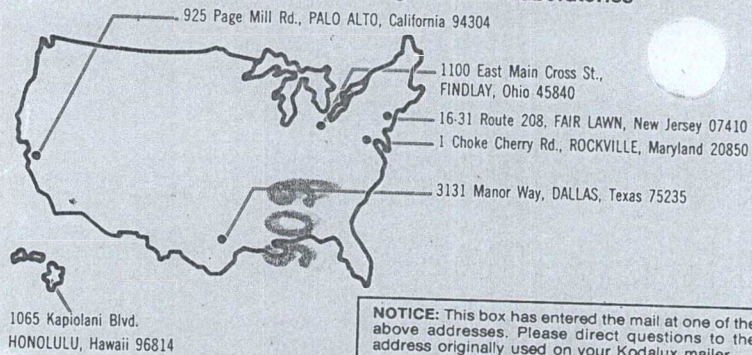 925 Page Mill Rd., PALO ALTO, California 94304
1100 East Main Cross St.,
FINDLAY, Ohio 45840
16-31 Route 208, FAIR LAWN, New Jersey 07410
1 Choke Cherry Rd., ROCKVILLE, Maryland 20850
3131 Manor Way, DALLAS, Texas 75235
1065 Kapiolani Blvd.
HONOLULU, Hawaii 96814
NOTICE: This box has entered the mail at one of the
above addresses. Please direct questions to the
address originally used on your Kodalux mailer.